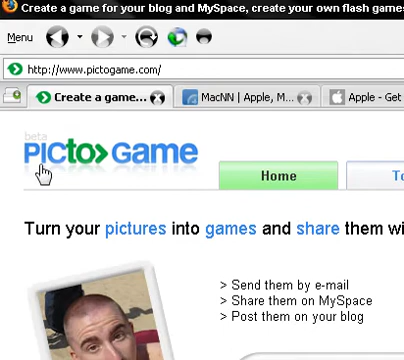 Create a game for your blog and MySpace, create your own flash games
Menu
http://www.pictogame.com/
Create a game...
MacNN | Apple, M...
Apple - Get
beta
PICto>GAME
Home
Turn your pictures into games and share them wi
> Send them by e-mail
> Share them on MySpace
> Post them on your blog